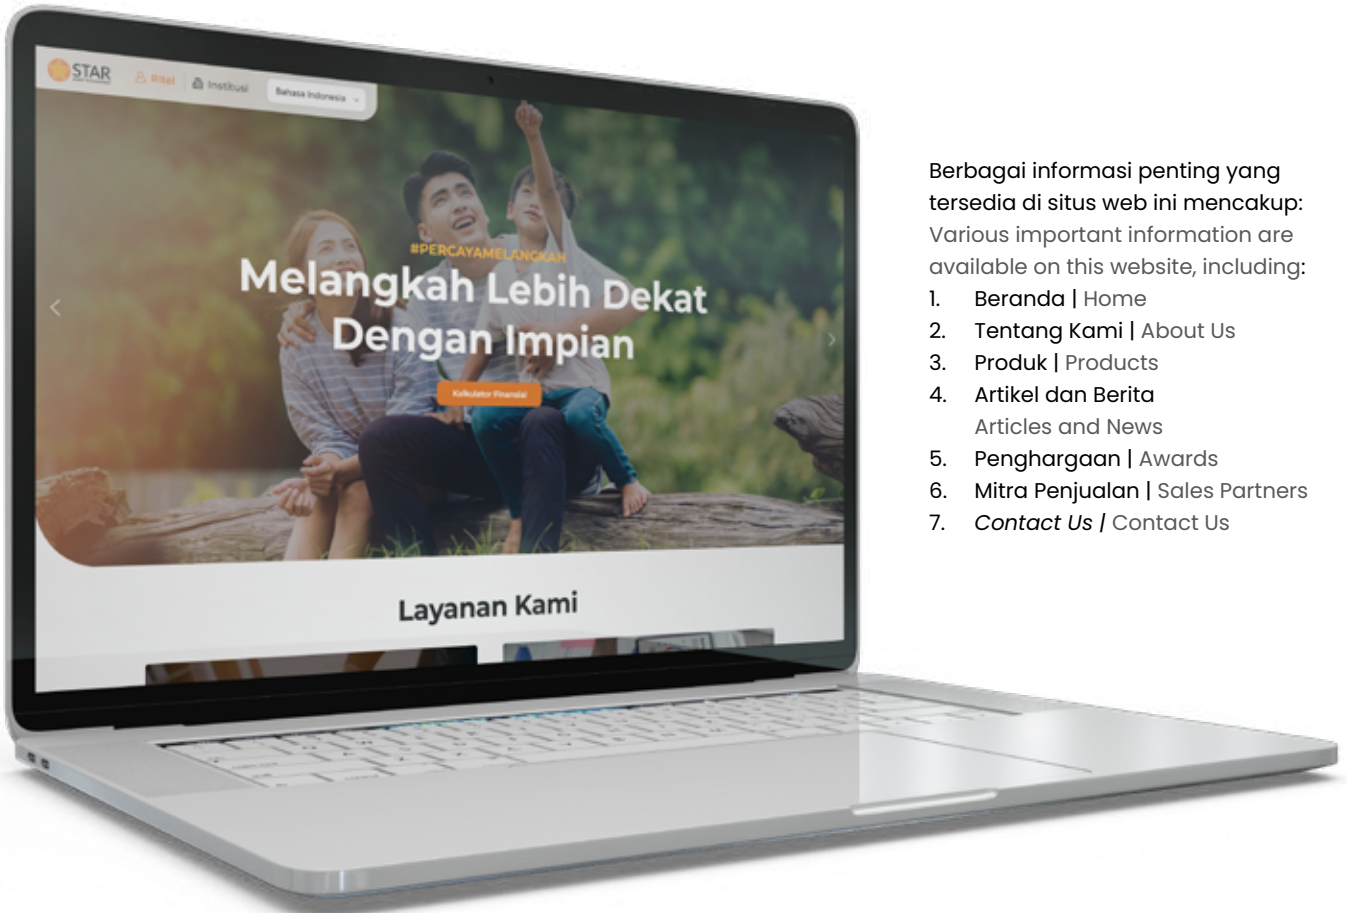 STAR
Ritel
Institusi
Bahasa Indonesia
#PERCAYAMELANGKAH
Melangkah Lebih Dekat
Dengan Impian
Kalkulator Finansial
Layanan Kami
Berbagai informasi penting yang
tersedia di situs web ini mencakup:
Various important information are
available on this website, including:
1. Beranda | Home
2. Tentang Kami | About Us
3. Produk | Products
4. Artikel dan Berita
Articles and News
5. Penghargaan | Awards
6. Mitra Penjualan | Sales Partners
7. Contact Us | Contact Us